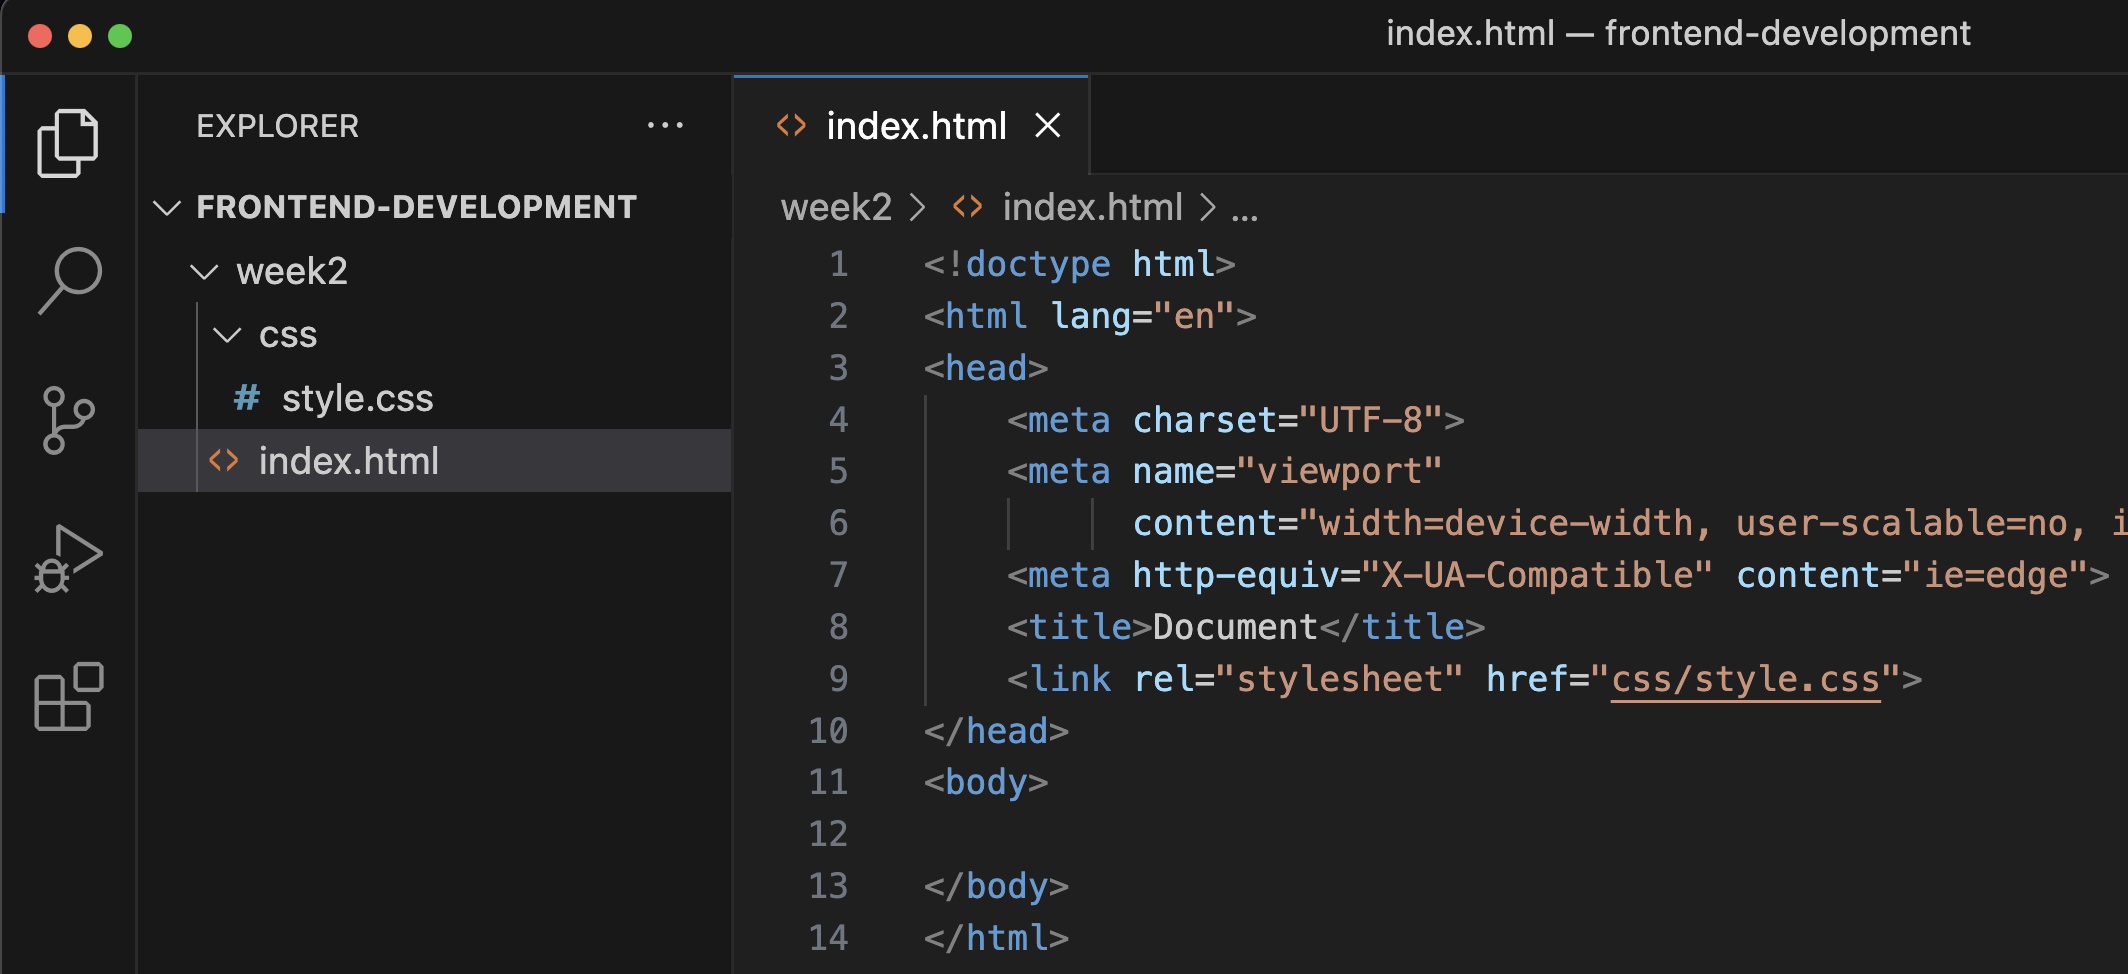 index.html — frontend-development
EXPLORER
FRONTEND-DEVELOPMENT
week2
css
# style.css
<> index.html
<> index.html
week2 > <> index.html > ...
1 <!doctype html>
2 <html lang="en">
3 <head>
4     <meta charset="UTF-8">
5     <meta name="viewport"
6           content="width=device-width, user-scalable=no, i
7     <meta http-equiv="X-UA-Compatible" content="ie=edge">
8     <title>Document</title>
9     <link rel="stylesheet" href="css/style.css">
10 </head>
11 <body>
12
13 </body>
14 </html>